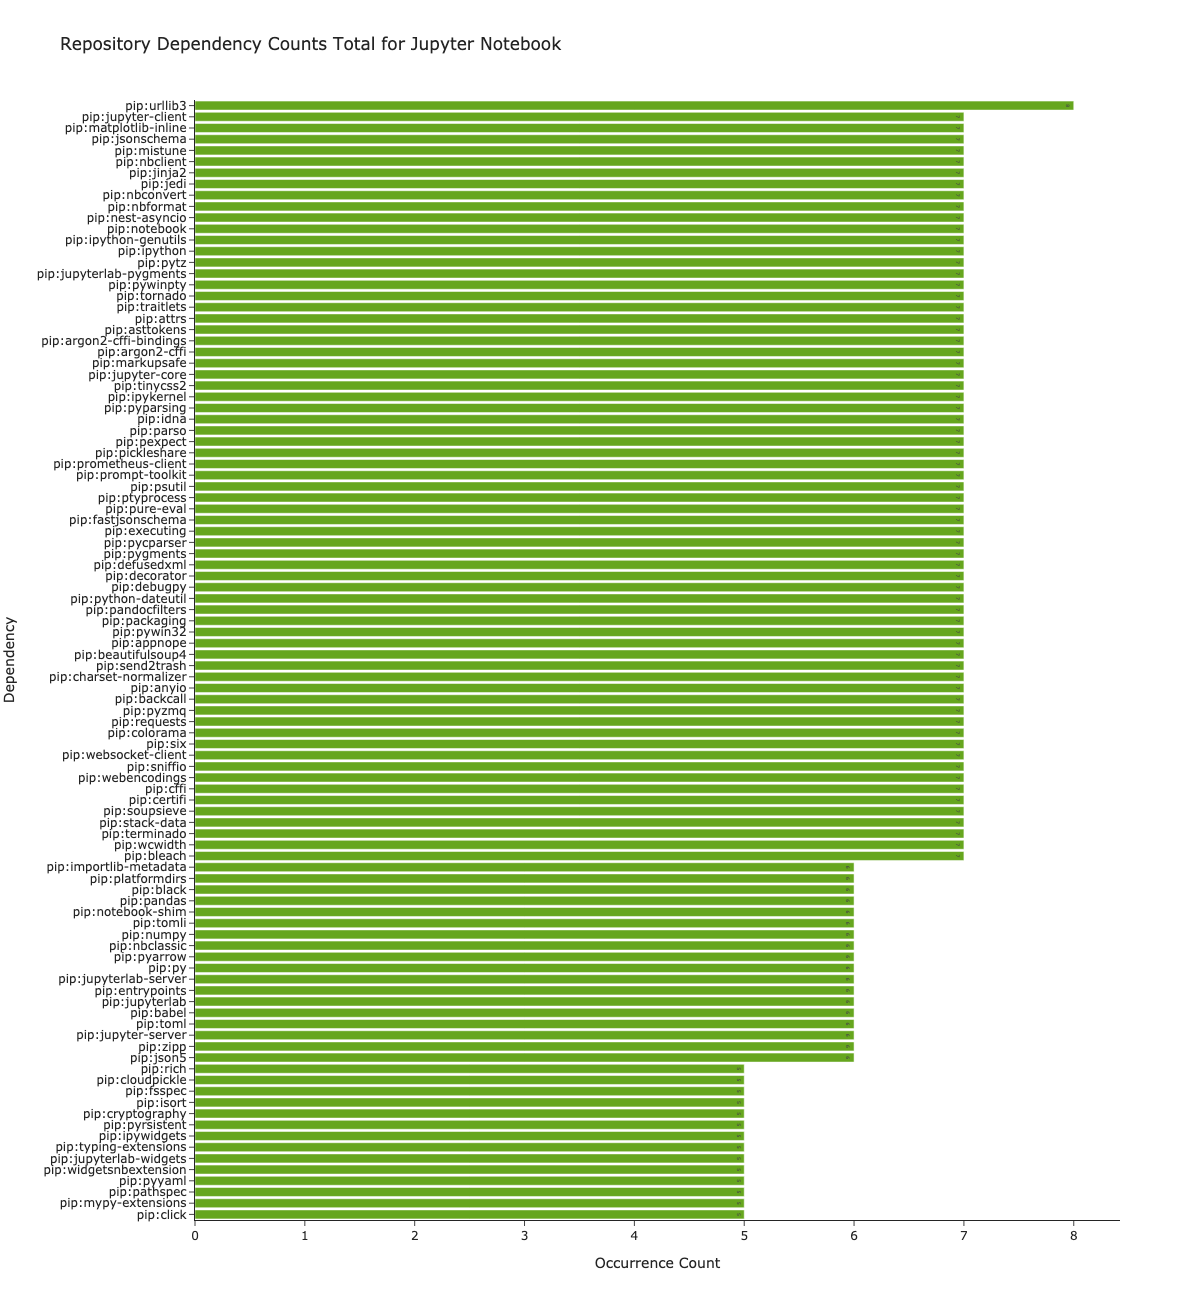 Repository Dependency Counts Total for Jupyter Notebook
pip:urllib3
pip:jupyter-client
pip:matplotlib-inline
pip:jsonschema
pip:mistune
pip:nbclient
pip:jinja2
pip:jedi
pip:nbconvert
pip:nbformat
pip:nest-asyncio
pip:notebook
pip:ipython-genutils
pip:ipython
pip:pytz
pip:jupyterlab-pygments
pip:pywinpty
pip:tornado
pip:traitlets
pip:attrs
pip:asttokens
pip:argon2-cffi-bindings
pip:argon2-cffi
pip:markupsafe
pip:jupyter-core
pip:tinycss2
pip:ipykernel
pip:pyparsing
pip:idna
pip:parso
pip:pexpect
pip:pickleshare
pip:prometheus-client
pip:prompt-toolkit
pip:psutil
pip:ptyprocess
pip:pure-eval
pip:fastjsonschema
pip:executing
pip:pycparser
pip:pygments
pip:defusedxml
pip:decorator
pip:debugpy
pip:python-dateutil
pip:pandocfilters
pip:packaging
pip:pywin32
pip:appnope
pip:beautifulsoup4
pip:send2trash
pip:charset-normalizer
pip:anyio
pip:backcall
pip:pyzmq
pip:requests
pip:colorama
pip:six
pip:websocket-client
pip:sniffio
pip:webencodings
pip:cffi
pip:certifi
pip:soupsieve
pip:stack-data
pip:terminado
pip:wcwidth
pip:bleach
pip:importlib-metadata
pip:platformdirs
pip:black
pip:pandas
pip:notebook-shim
pip:tomli
pip:numpy
pip:nbclassic
pip:pyarrow
pip:py
pip:jupyterlab-server
pip:entrypoints
pip:jupyterlab
pip:babel
pip:toml
pip:jupyter-server
pip:zipp
pip:json5
pip:rich
pip:cloudpickle
pip:fsspec
pip:isort
pip:cryptography
pip:pyrsistent
pip:ipywidgets
pip:typing-extensions
pip:jupyterlab-widgets
pip:widgetsnbextension
pip:pyyaml
pip:pathspec
pip:mypy-extensions
pip:click
Dependency
0 1 2 3 4 5 6 7 8
Occurrence Count